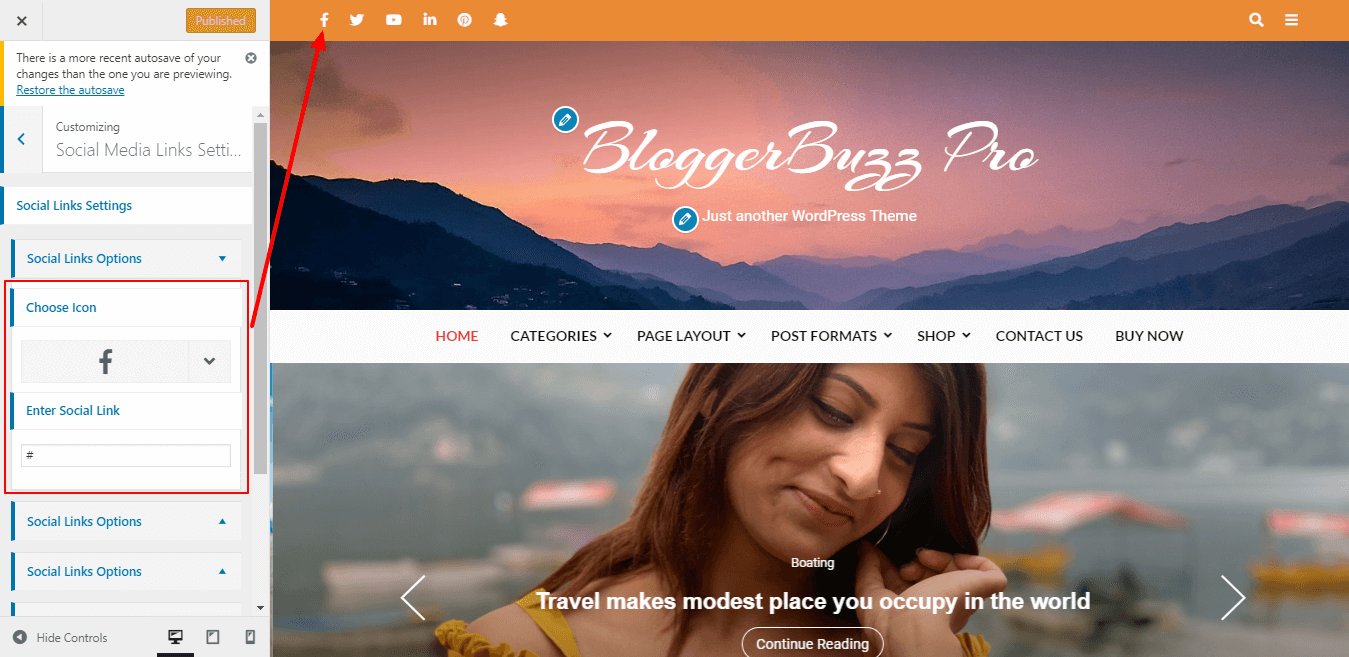 Published
There is a more recent autosave of your
changes than the one you are previewing.
Restore the autosave
Customizing
Social Media Links Setti...
Social Links Settings
Social Links Options
Choose Icon
Enter Social Link
#
Social Links Options
Social Links Options
Hide Controls
BloggerBuzz Pro
Just another WordPress Theme
HOME CATEGORIES PAGE LAYOUT POST FORMATS SHOP CONTACT US BUY NOW
Boating
Travel makes modest place you occupy in the world
Continue Reading